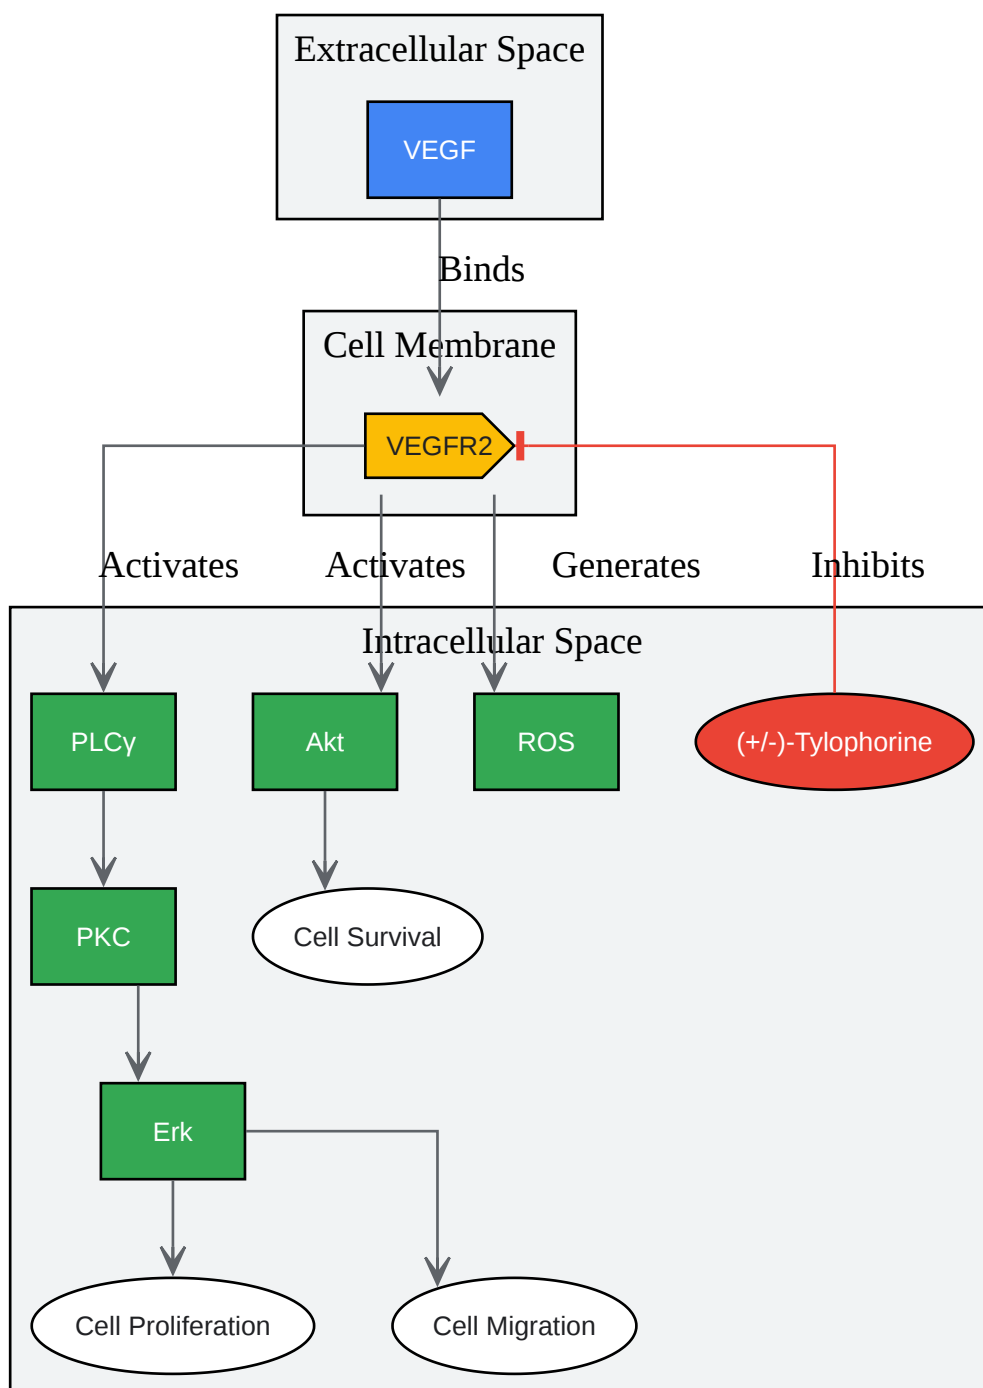 Extracellular Space
VEGF
Binds
Cell Membrane
VEGFR2
Activates
Activates
Generates
Inhibits
Intracellular Space
PLCγ
Akt
ROS
(+/-)-Tylophorine
PKC
Cell Survival
Erk
Cell Proliferation
Cell Migration